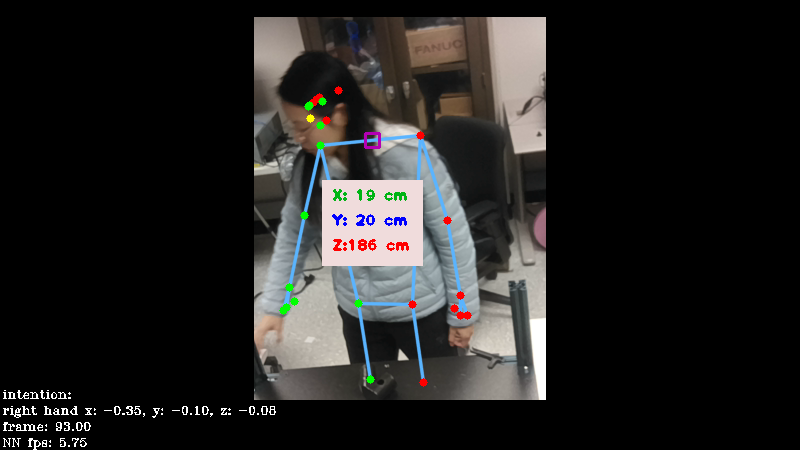 FANUC
X: 19 cm
Y: 20 cm
Z:186 cm
intention:
right hand x: -0.35, y: -0.10, z: -0.08
frame: 93.00
NN fps: 5.75